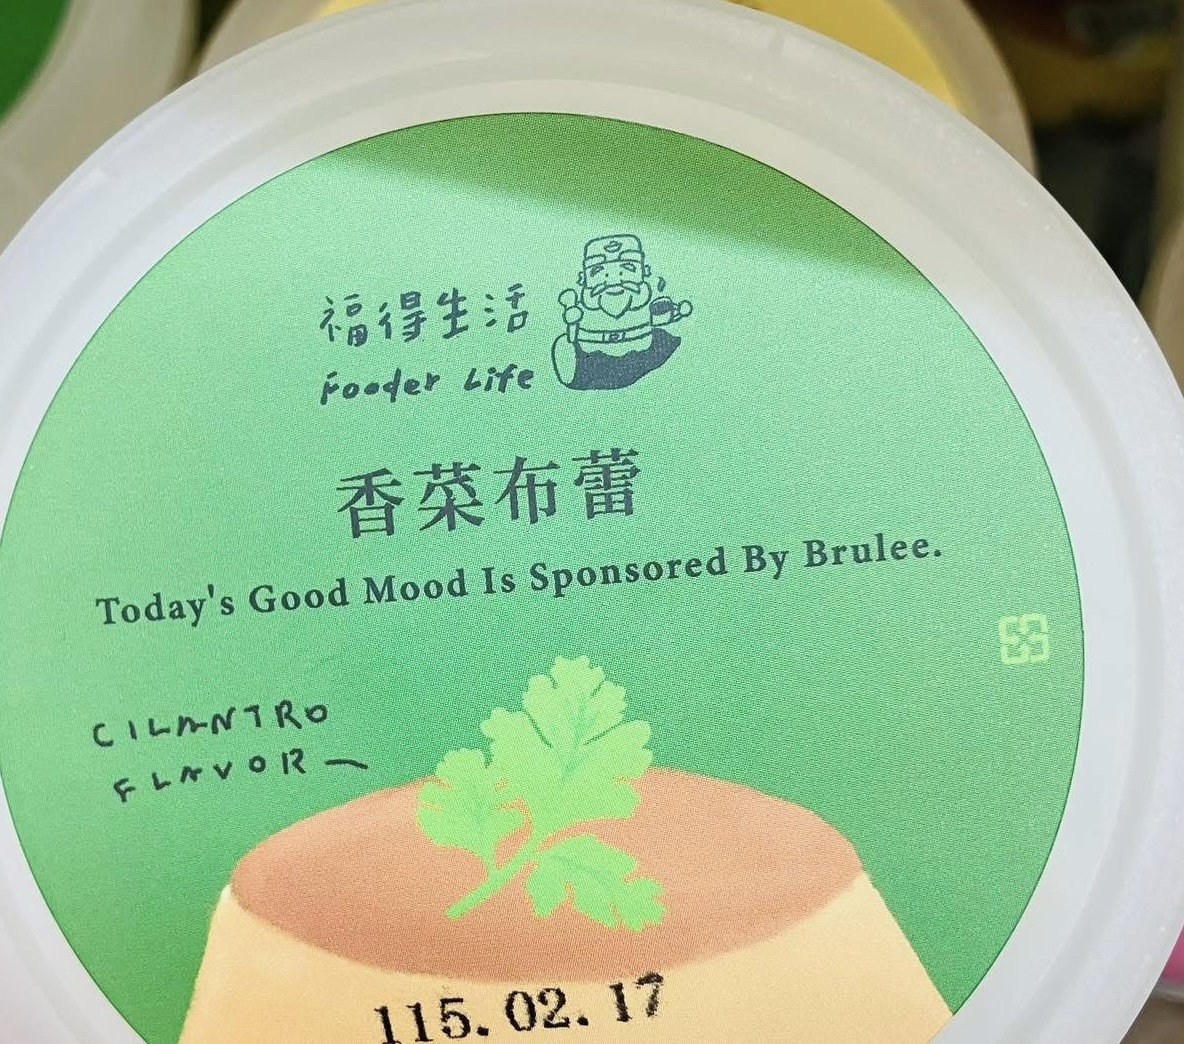 福得生活
Fooder Life
香菜布蕾
Today's Good Mood Is Sponsored By Brulee.
CILANTRO
FLAVOR
115.02.17